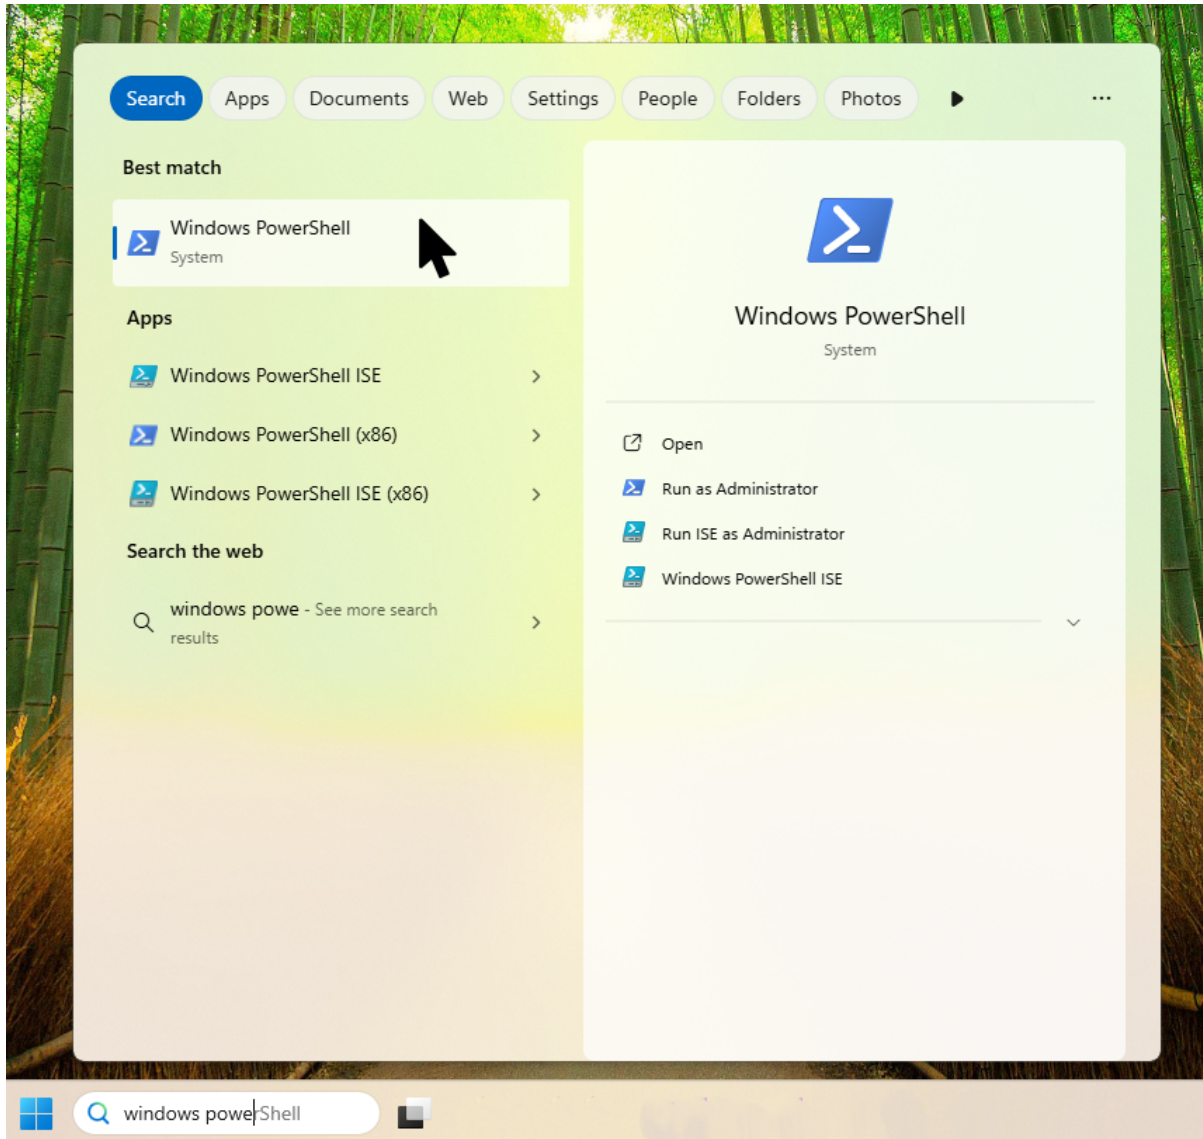 Search Apps Documents Web Settings People Folders Photos
Best match
Windows PowerShell
System
Apps
Windows PowerShell ISE
Windows PowerShell (x86)
Windows PowerShell ISE (x86)
Search the web
windows powe - See more search
results
Windows PowerShell
System
Open
Run as Administrator
Run ISE as Administrator
Windows PowerShell ISE
windows powerShell